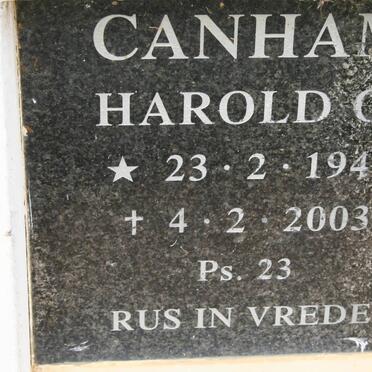 CANHAM
HAROLD
★ 23 · 2 · 194
✝ 4 · 2 · 2003
Ps. 23
RUS IN VREDE